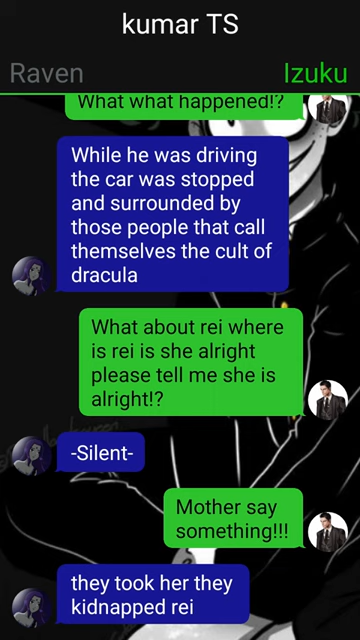 kumar TS
Raven
Izuku
What what happened!?
While he was driving
the car was stopped
and surrounded by
those people that call
themselves the cult of
dracula
What about rei where
is rei is she alright
please tell me she is
alright!?
-Silent-
Mother say
something!!!
they took her they
kidnapped rei